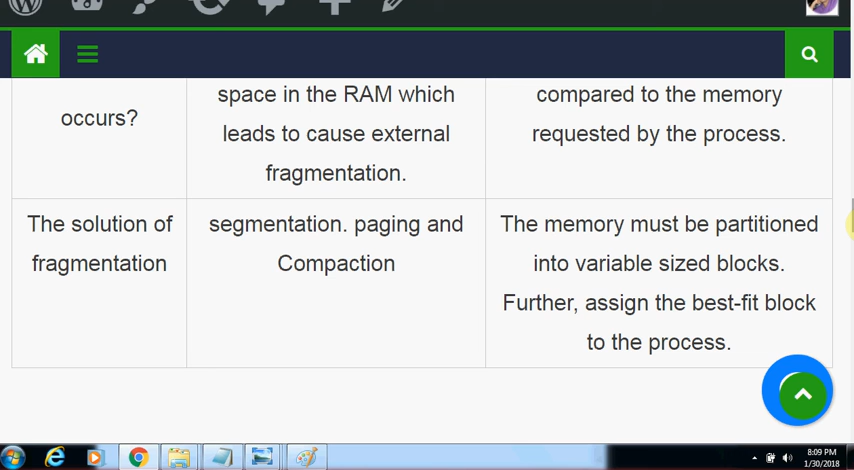 occurs?
space in the RAM which
leads to cause external
fragmentation.
compared to the memory
requested by the process.
The solution of
fragmentation
segmentation. paging and
Compaction
The memory must be partitioned
into variable sized blocks.
Further, assign the best-fit block
to the process.
8:09 PM
1/30/2018